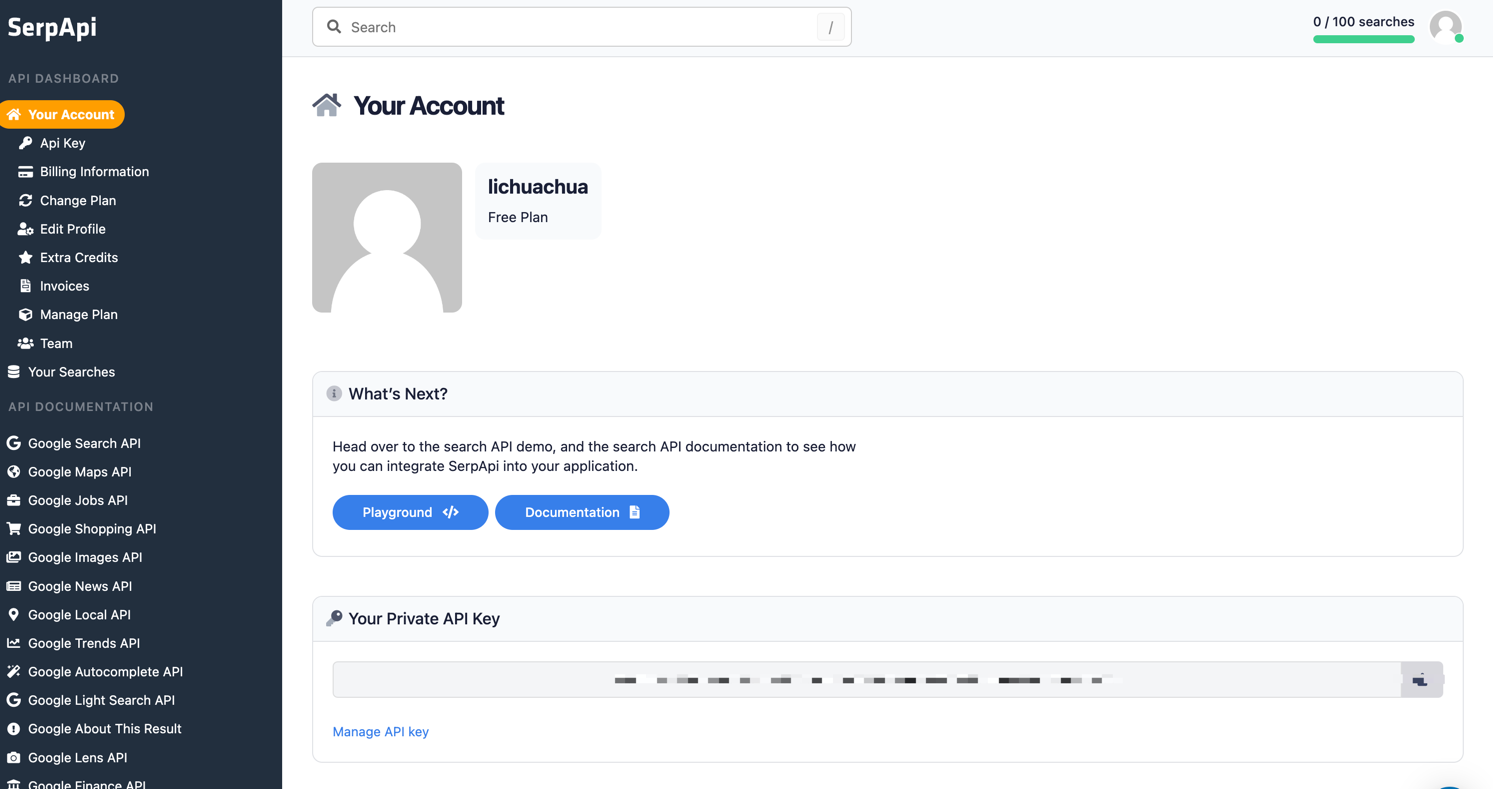 SerpApi
API DASHBOARD
Your Account
Api Key
Billing Information
Change Plan
Edit Profile
Extra Credits
Invoices
Manage Plan
Team
Your Searches
API DOCUMENTATION
Google Search API
Google Maps API
Google Jobs API
Google Shopping API
Google Images API
Google News API
Google Local API
Google Trends API
Google Autocomplete API
Google Light Search API
Google About This Result
Google Lens API
Google Finance API
Search /
0 / 100 searches
Your Account
lichuachua
Free Plan
What's Next?
Head over to the search API demo, and the search API documentation to see how
you can integrate SerpApi into your application.
Playground </>
Documentation
Your Private API Key
Manage API key